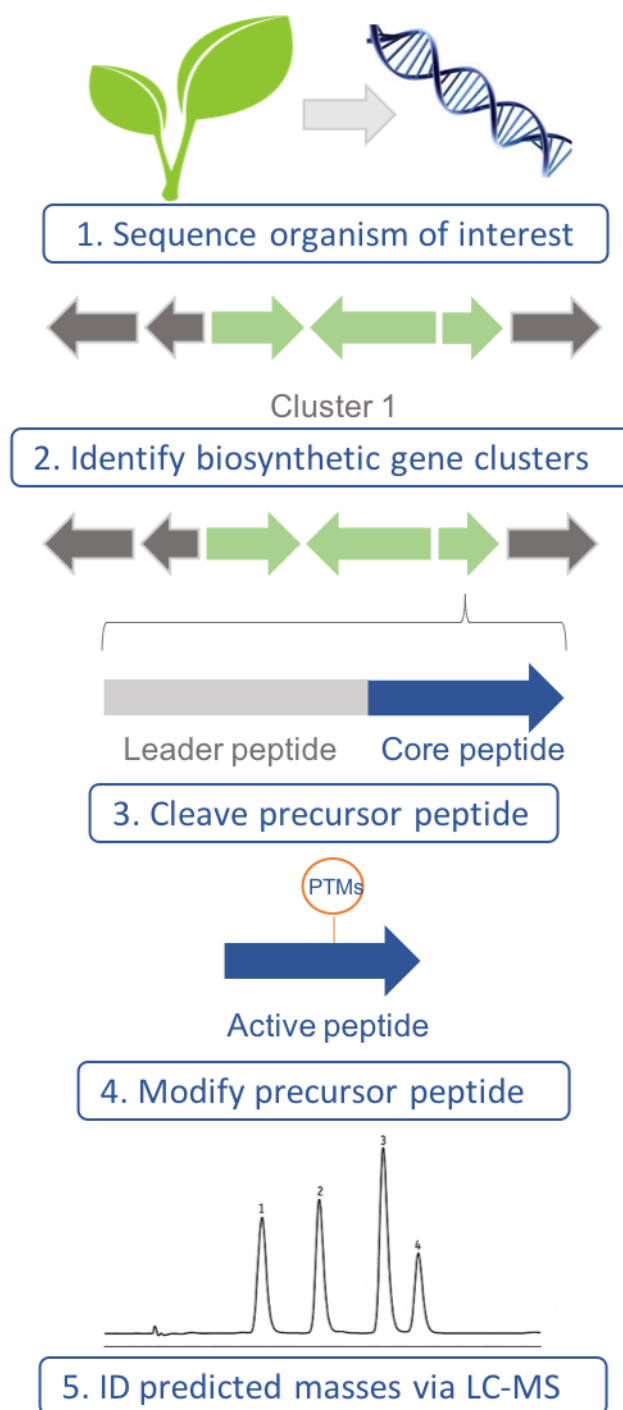 1. Sequence organism of interest
Cluster 1
2. Identify biosynthetic gene clusters
Leader peptide Core peptide
3. Cleave precursor peptide
PTMs
Active peptide
4. Modify precursor peptide
1 2 3 4
5. ID predicted masses via LC-MS